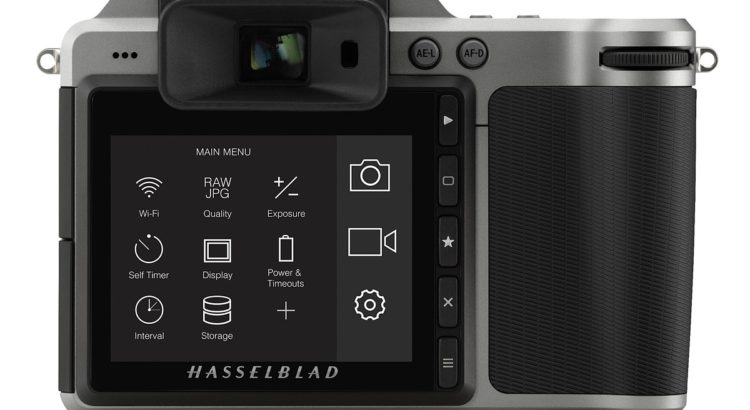 AE-L
AF-D
MAIN MENU
Wi-Fi
RAW
JPG
Quality
Exposure
Self Timer
Display
Power &
Timeouts
Interval
Storage
HASSELBLAD